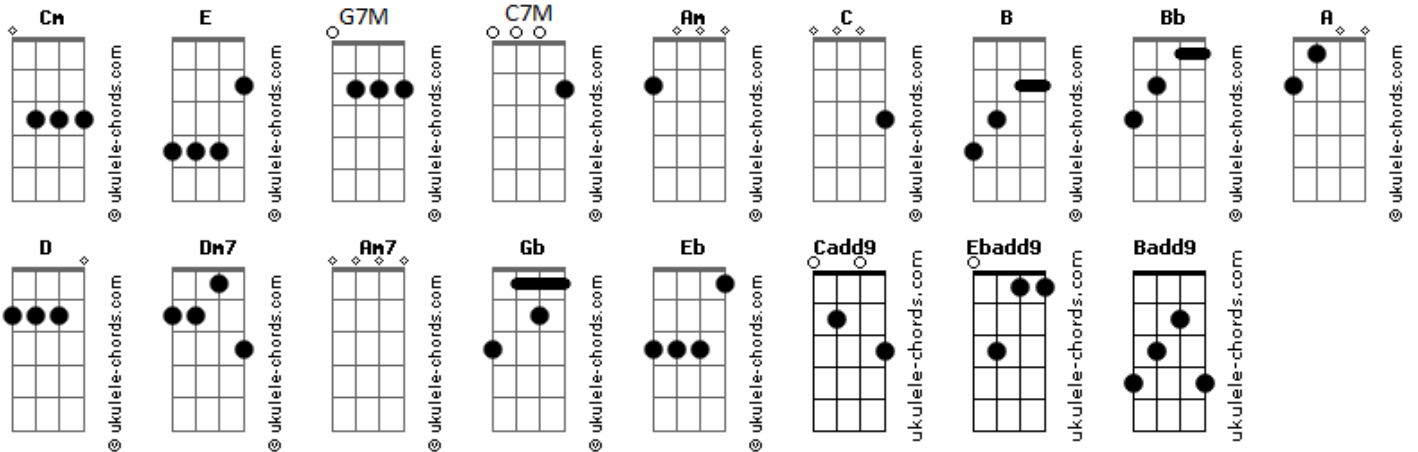 Cm E G7M C7M Am C B Bb A
© ukulele-chords.com © ukulele-chords.com © ukulele-chords.com © ukulele-chords.com © ukulele-chords.com © ukulele-chords.com © ukulele-chords.com © ukulele-chords.com © ukulele-chords.com
D Dm7 Am7 Gb Eb Cadd9 Ebadd9 Badd9
© ukulele-chords.com © ukulele-chords.com © ukulele-chords.com © ukulele-chords.com © ukulele-chords.com ukulele-chords.com ukulele-chords.com ukulele-chords.com